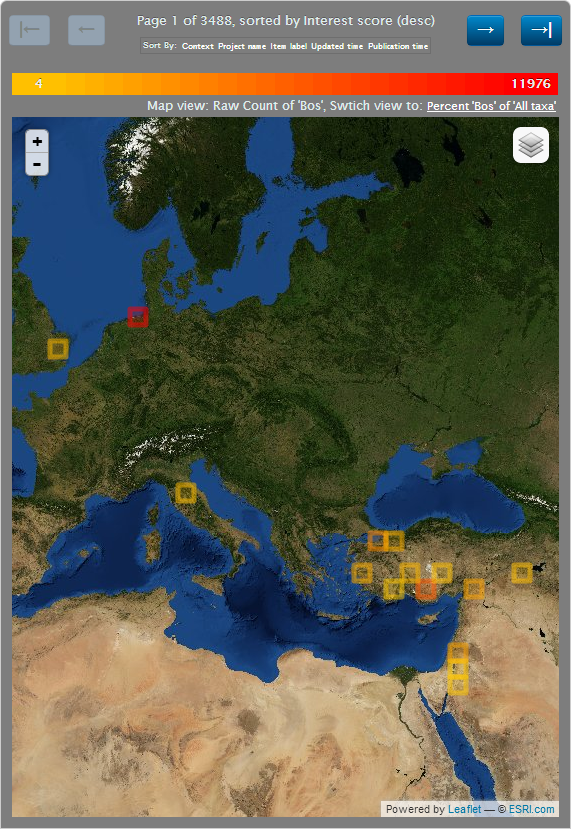 Page 1 of 3488, sorted by Interest score (desc)
Sort By: Context Project name Item label Updated time Publication time
4 11976
Map view: Raw Count of 'Bos', Swtich view to: Percent 'Bos' of 'All taxa'
+
-
Powered by Leaflet — © ESRI.com